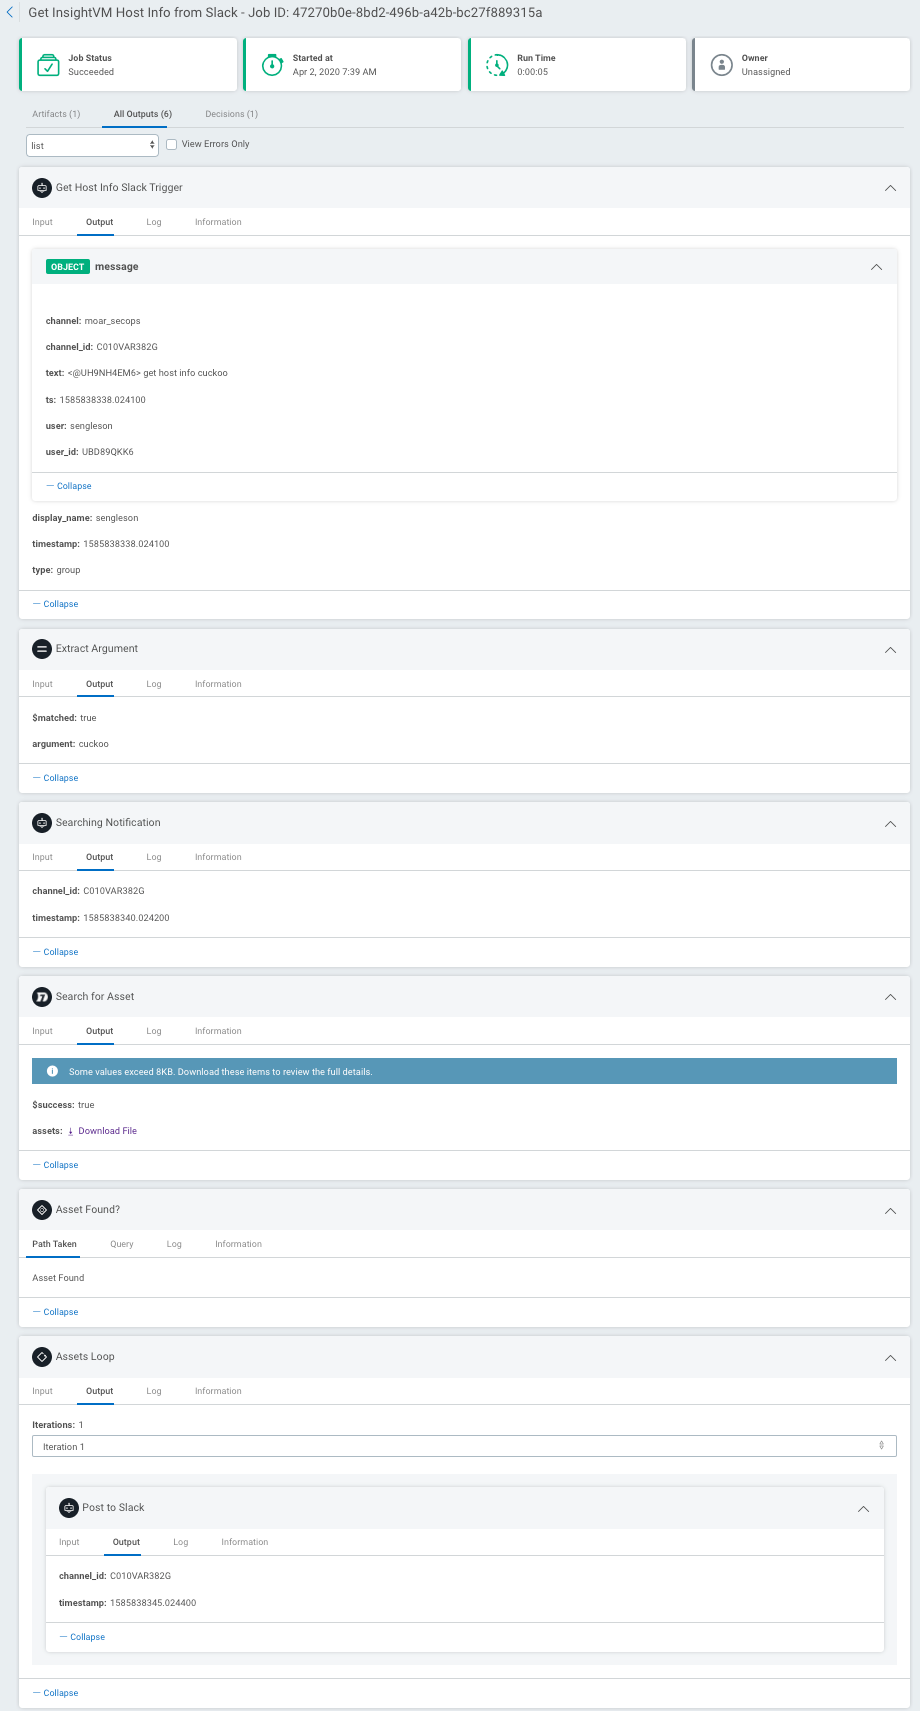 Get InsightVM Host Info from Slack - Job ID: 47270b0e-8bd2-496b-a42b-bc27f889315a
Job Status
Succeeded
Started at
Apr 2, 2020 7:39 AM
Run Time
0:00:05
Owner
Unassigned
Artifacts (1) All Outputs (6) Decisions (1)
list View Errors Only
Get Host Info Slack Trigger
Input Output Log Information
OBJECT message
channel: moar_secops
channel_id: C010VAR382G
text: <@UH9NH4EM6> get host info cuckoo
ts: 1585838338.024100
user: sengleson
user_id: UBD89QKK6
— Collapse
display_name: sengleson
timestamp: 1585838338.024100
type: group
— Collapse
Extract Argument
Input Output Log Information
$matched: true
argument: cuckoo
— Collapse
Searching Notification
Input Output Log Information
channel_id: C010VAR382G
timestamp: 1585838340.024200
— Collapse
Search for Asset
Input Output Log Information
Some values exceed 8KB. Download these items to review the full details.
$success: true
assets: Download File
— Collapse
Asset Found?
Path Taken Query Log Information
Asset Found
— Collapse
Assets Loop
Input Output Log Information
Iterations: 1
Iteration 1
Post to Slack
Input Output Log Information
channel_id: C010VAR382G
timestamp: 1585838345.024400
— Collapse
— Collapse